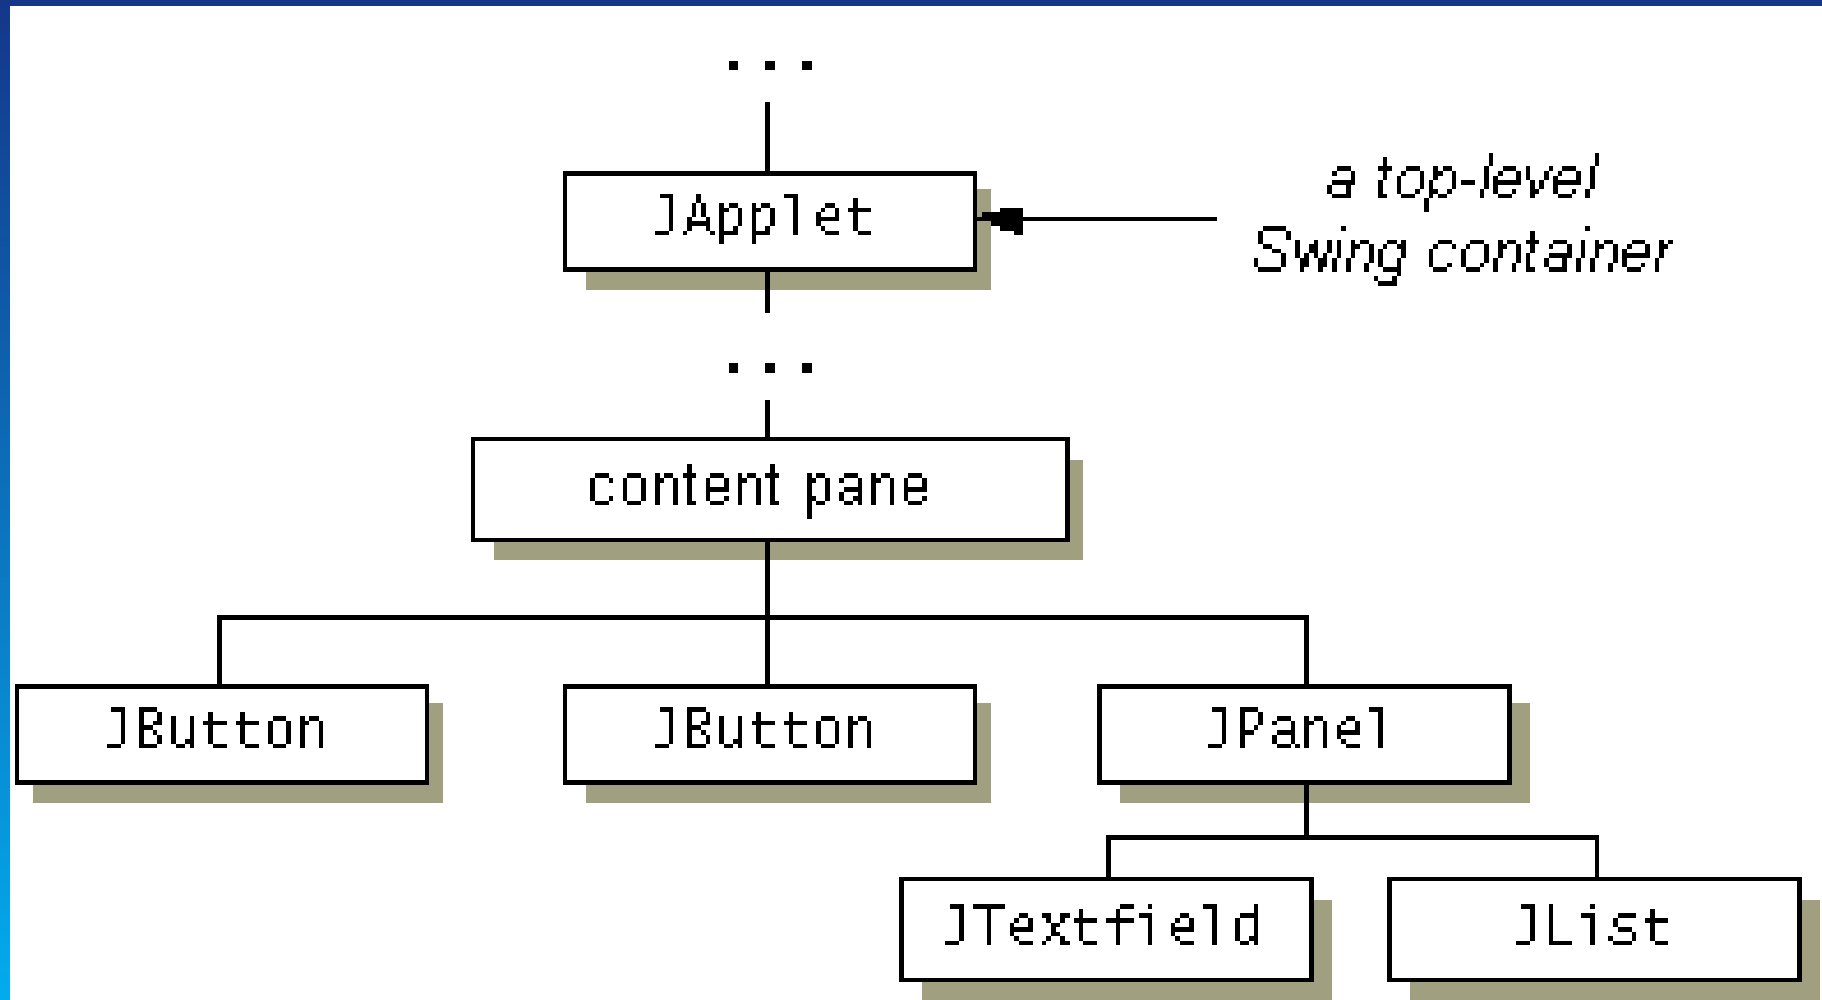 . . .
JApplet
a top-level
Swing container
. . .
content pane
JButton
JButton
JPanel
JTextfield
JList